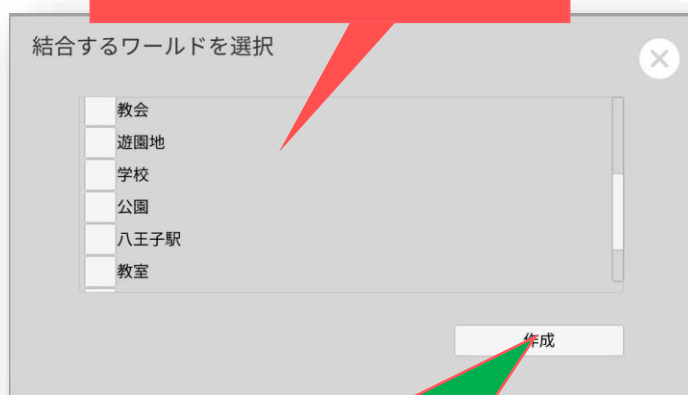 結合するワールドを選択
教会
遊園地
学校
公園
八王子駅
教室
作成